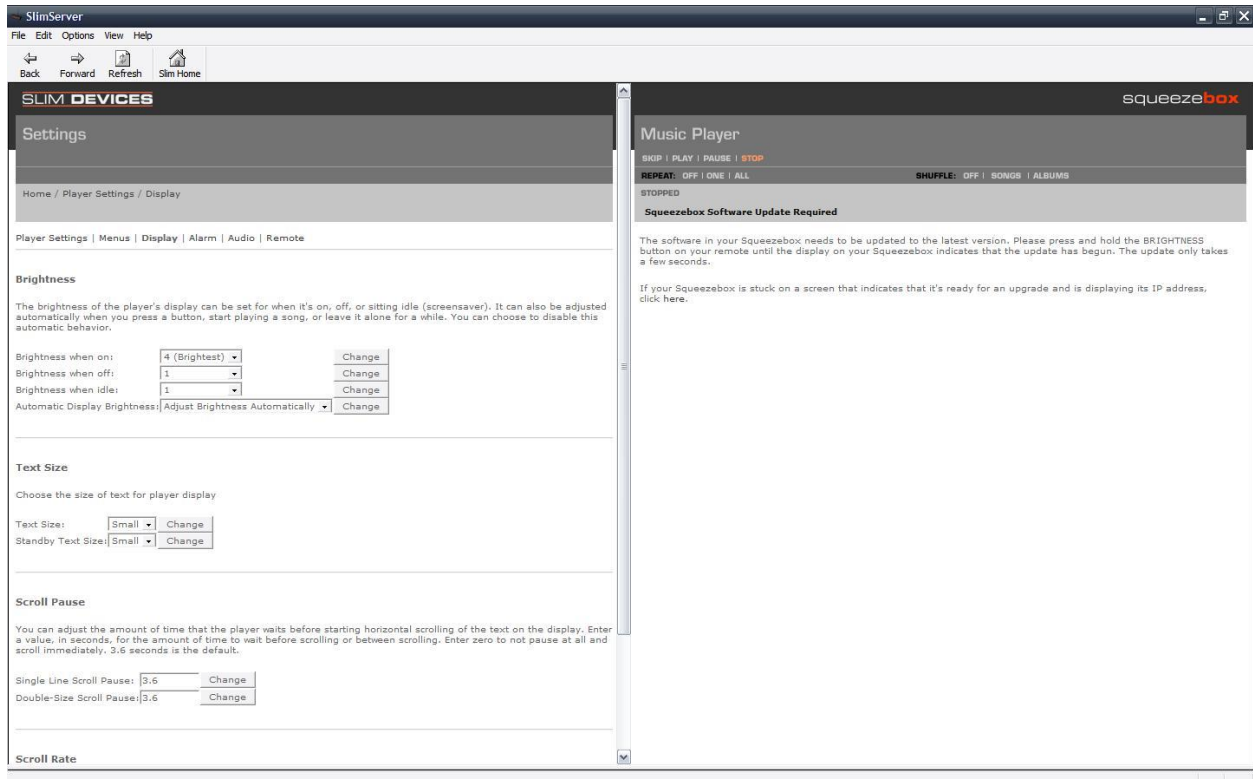 SlimServer
File Edit Options View Help
Back Forward Refresh Slim Home
SLIM DEVICES
Settings
Home / Player Settings / Display
Player Settings | Menus | Display | Alarm | Audio | Remote
Brightness
The brightness of the player's display can be set for when it's on, off, or sitting idle (screensaver). It can also be adjusted
automatically when you press a button, start playing a song, or leave it alone for a while. You can choose to disable this
automatic behavior.
Brightness when on: 4 (Brightest) Change
Brightness when off: 1 Change
Brightness when idle: 1 Change
Automatic Display Brightness: Adjust Brightness Automatically Change
Text Size
Choose the size of text for player display
Text Size: Small Change
Standby Text Size: Small Change
Scroll Pause
You can adjust the amount of time that the player waits before starting horizontal scrolling of the text on the display. Enter
a value, in seconds, for the amount of time to wait before scrolling or between scrolling. Enter zero to not pause at all and
scroll immediately. 3.6 seconds is the default.
Single Line Scroll Pause: 3.6 Change
Double-Size Scroll Pause: 3.6 Change
Scroll Rate
squeezebox
Music Player
SKIP | PLAY | PAUSE | STOP
REPEAT: OFF | ONE | ALL SHUFFLE: OFF | SONGS | ALBUMS
STOPPED
Squeezebox Software Update Required
The software in your Squeezebox needs to be updated to the latest version. Please press and hold the BRIGHTNESS
button on your remote until the display on your Squeezebox indicates that the update has begun. The update only takes
a few seconds.
If your Squeezebox is stuck on a screen that indicates that it's ready for an upgrade and is displaying its IP address,
click here.